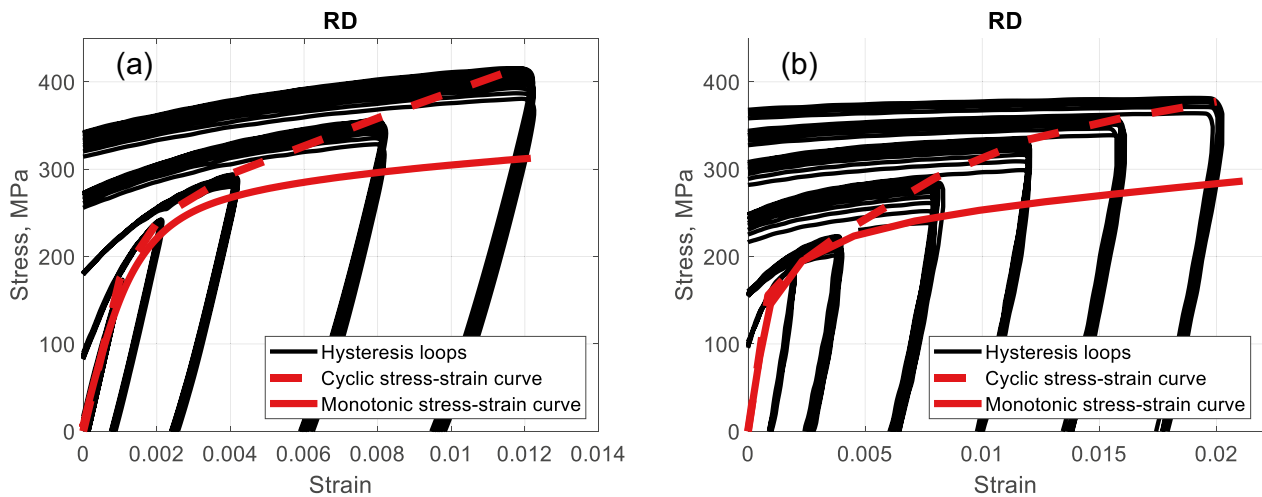 RD
(a)
Stress, MPa
400
300
200
100
0
Hysteresis loops
Cyclic stress-strain curve
Monotonic stress-strain curve
0 0.002 0.004 0.006 0.008 0.01 0.012 0.014
Strain
RD
(b)
Stress, MPa
400
300
200
100
0
Hysteresis loops
Cyclic stress-strain curve
Monotonic stress-strain curve
0 0.005 0.01 0.015 0.02
Strain